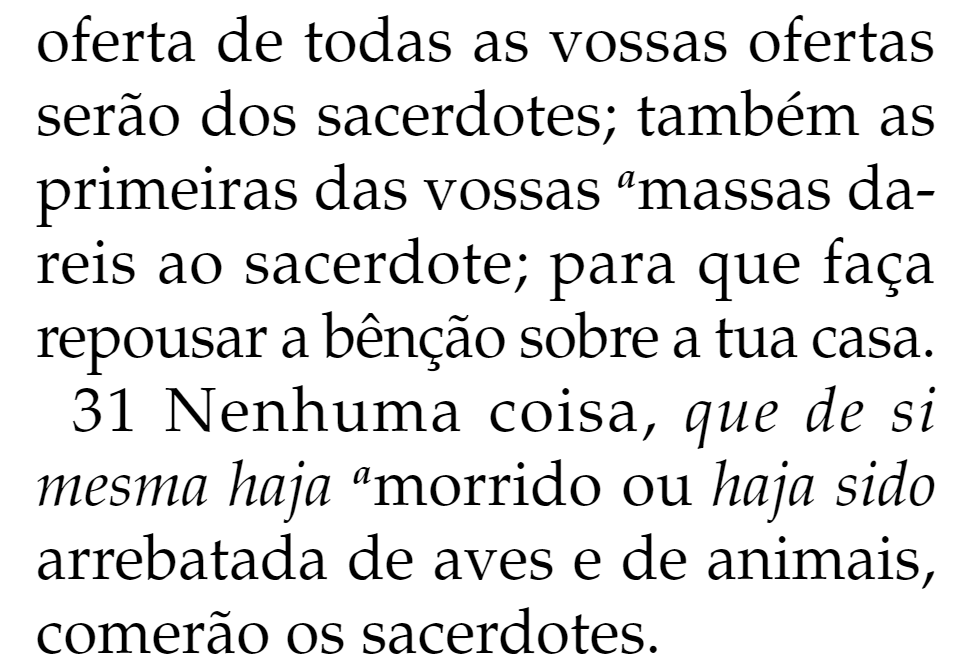 oferta de todas as vossas ofertas
serão dos sacerdotes; também as
primeiras das vossas ᵃmassas da-
reis ao sacerdote; para que faça
repousar a bênção sobre a tua casa.
31 Nenhuma coisa, que de si
mesma haja ᵃmorrido ou haja sido
arrebatada de aves e de animais,
comerão os sacerdotes.